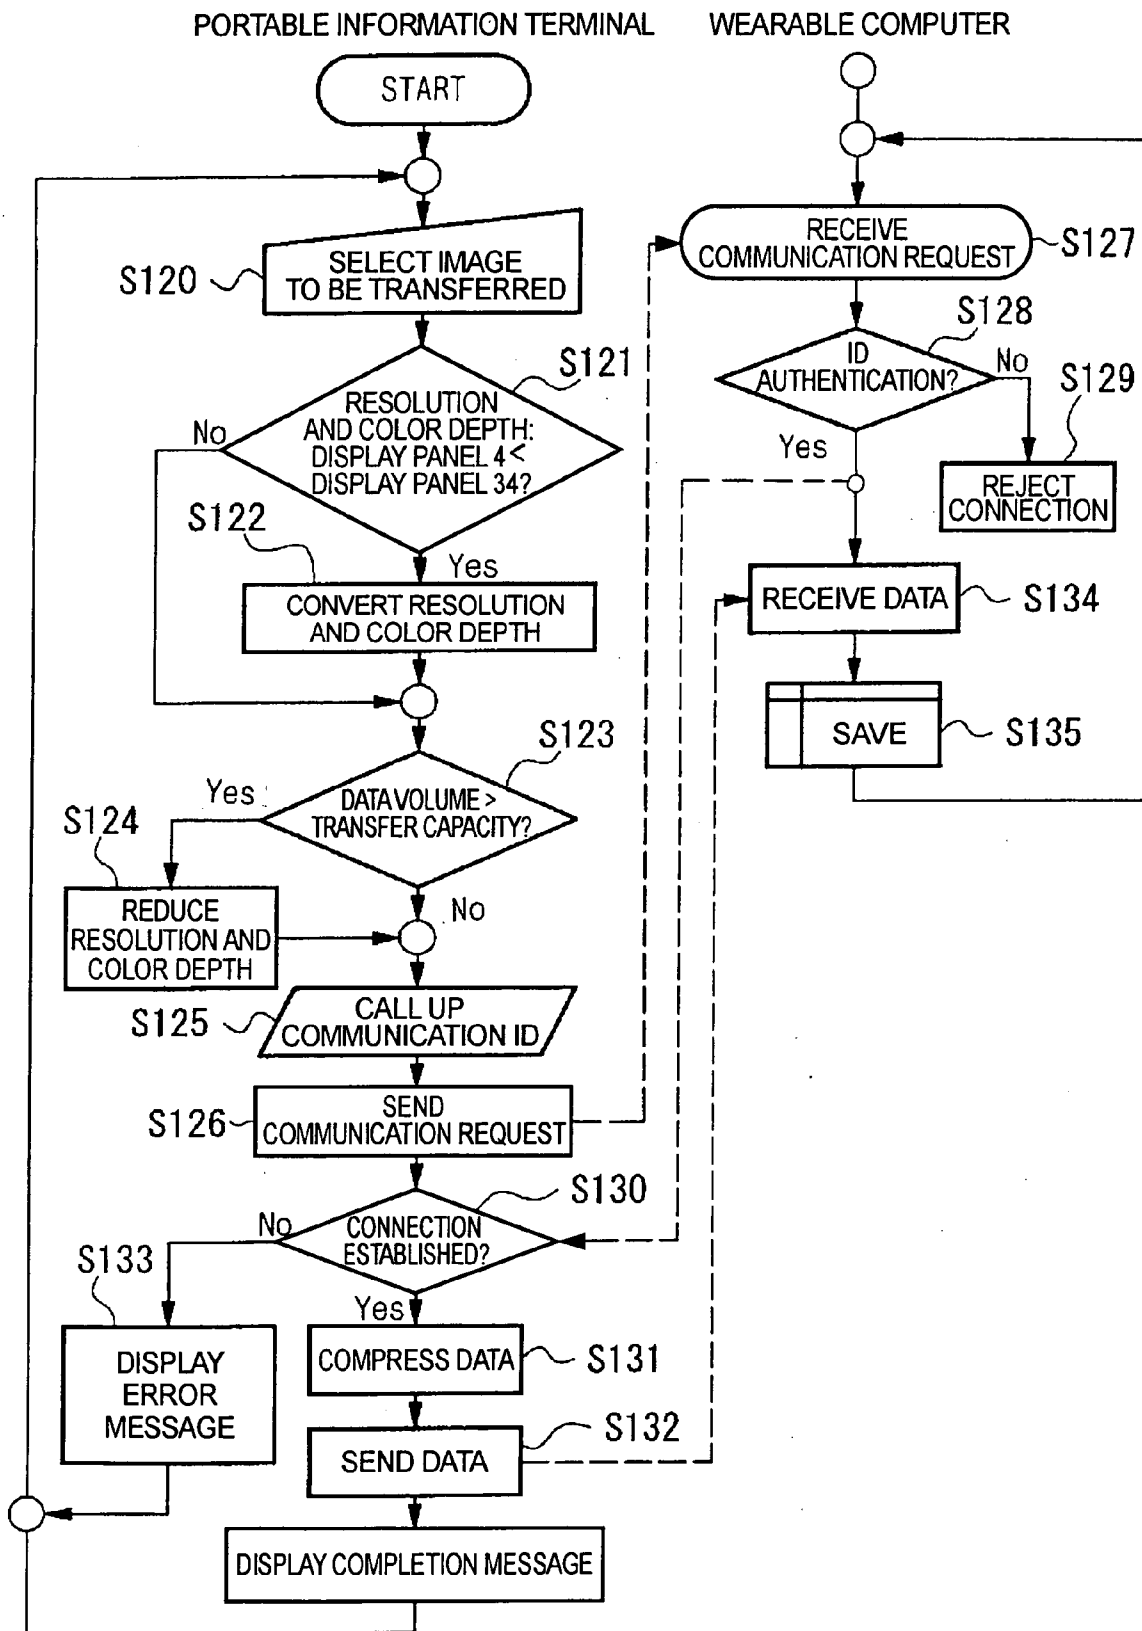 PORTABLE INFORMATION TERMINAL
START
S120
SELECT IMAGE
TO BE TRANSFERRED
S121
RESOLUTION
AND COLOR DEPTH:
DISPLAY PANEL 4<
DISPLAY PANEL 34?
No
Yes
S122
CONVERT RESOLUTION
AND COLOR DEPTH
S123
DATA VOLUME >
TRANSFER CAPACITY?
Yes
No
S124
REDUCE
RESOLUTION AND
COLOR DEPTH
S125
CALL UP
COMMUNICATION ID
S126
SEND
COMMUNICATION REQUEST
S130
CONNECTION
ESTABLISHED?
No
Yes
S133
DISPLAY
ERROR
MESSAGE
COMPRESS DATA
S131
S132
SEND DATA
DISPLAY COMPLETION MESSAGE
WEARABLE COMPUTER
RECEIVE
COMMUNICATION REQUEST
S127
S128
ID
AUTHENTICATION?
No
Yes
S129
REJECT
CONNECTION
RECEIVE DATA
S134
SAVE
S135